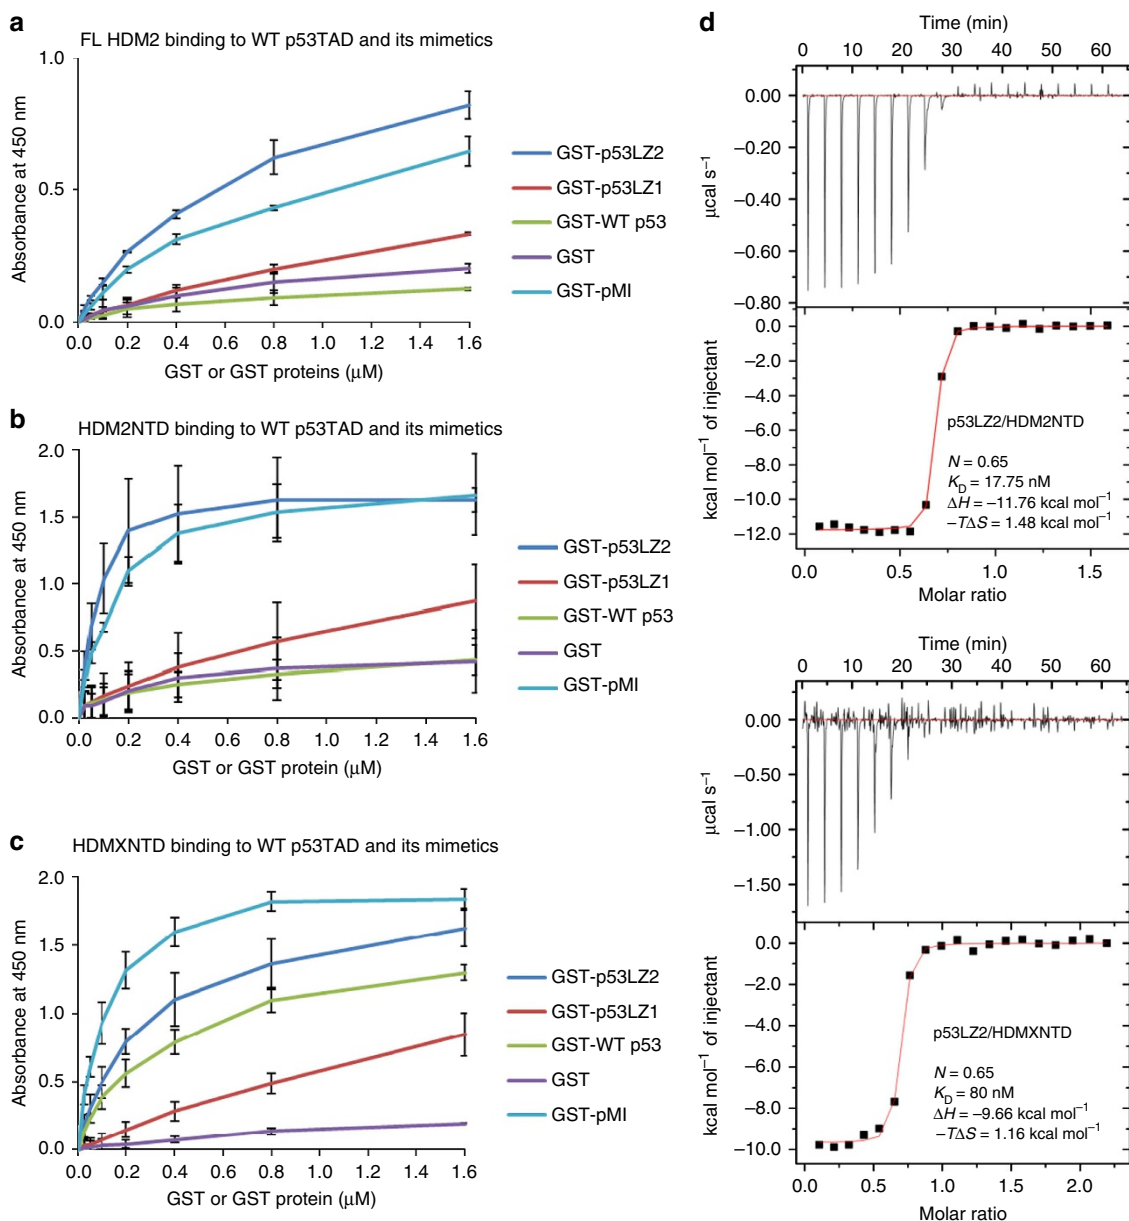 a
FL HDM2 binding to WT p53TAD and its mimetics
1.0
0.5
0.0
Absorbance at 450 nm
0.0 0.2 0.4 0.6 0.8 1.0 1.2 1.4 1.6
GST or GST proteins (μM)
GST-p53LZ2
GST-p53LZ1
GST-WT p53
GST
GST-pMI
b
HDM2NTD binding to WT p53TAD and its mimetics
2.0
1.5
1.0
0.5
0.0
Absorbance at 450 nm
0.0 0.2 0.4 0.6 0.8 1.0 1.2 1.4 1.6
GST or GST protein (μM)
GST-p53LZ2
GST-p53LZ1
GST-WT p53
GST
GST-pMI
c
HDMXNTD binding to WT p53TAD and its mimetics
2.0
1.5
1.0
0.5
0.0
Absorbance at 450 nm
0.0 0.2 0.4 0.6 0.8 1.0 1.2 1.4 1.6
GST or GST protein (μM)
GST-p53LZ2
GST-p53LZ1
GST-WT p53
GST
GST-pMI
d
Time (min)
0 10 20 30 40 50 60
0.00
−0.20
−0.40
−0.60
−0.80
μcal s⁻¹
0.0
−2.0
−4.0
−6.0
−8.0
−10.0
−12.0
kcal mol⁻¹ of injectant
p53LZ2/HDM2NTD
N = 0.65
K_D = 17.75 nM
ΔH = −11.76 kcal mol⁻¹
−TΔS = 1.48 kcal mol⁻¹
0.0 0.5 1.0 1.5
Molar ratio
Time (min)
0 10 20 30 40 50 60
0.00
−0.50
−1.00
−1.50
μcal s⁻¹
0.0
−2.0
−4.0
−6.0
−8.0
−10.0
kcal mol⁻¹ of injectant
p53LZ2/HDMXNTD
N = 0.65
K_D = 80 nM
ΔH = −9.66 kcal mol⁻¹
−TΔS = 1.16 kcal mol⁻¹
0.0 0.5 1.0 1.5 2.0
Molar ratio